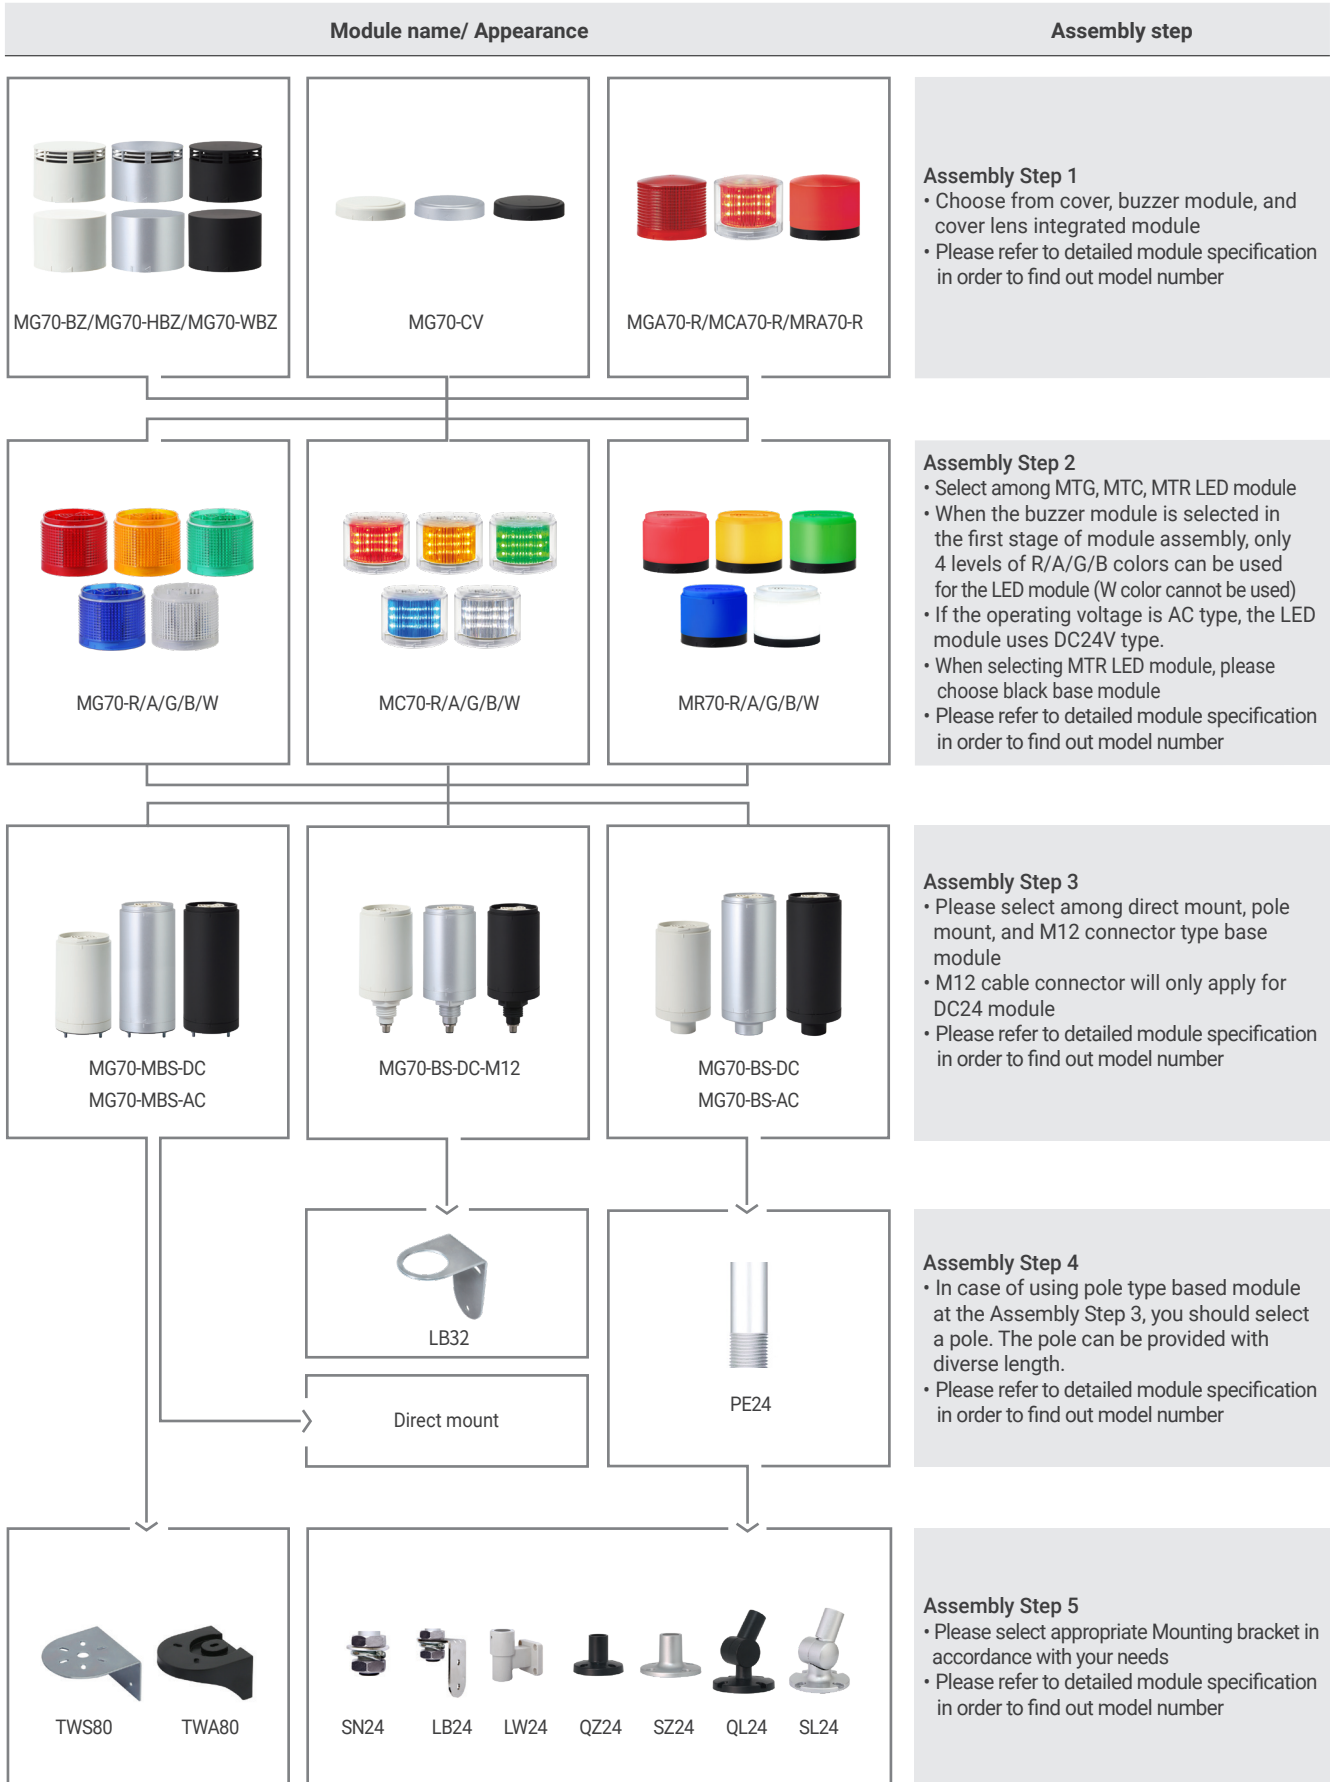 Module name/ Appearance
Assembly step
MG70-BZ/MG70-HBZ/MG70-WBZ
MG70-CV
MGA70-R/MCA70-R/MRA70-R
Assembly Step 1
• Choose from cover, buzzer module, and
cover lens integrated module
• Please refer to detailed module specification
in order to find out model number
MG70-R/A/G/B/W
MC70-R/A/G/B/W
MR70-R/A/G/B/W
Assembly Step 2
• Select among MTG, MTC, MTR LED module
• When the buzzer module is selected in
the first stage of module assembly, only
4 levels of R/A/G/B colors can be used
for the LED module (W color cannot be used)
• If the operating voltage is AC type, the LED
module uses DC24V type.
• When selecting MTR LED module, please
choose black base module
• Please refer to detailed module specification
in order to find out model number
MG70-MBS-DC
MG70-MBS-AC
MG70-BS-DC-M12
MG70-BS-DC
MG70-BS-AC
Assembly Step 3
• Please select among direct mount, pole
mount, and M12 connector type base
module
• M12 cable connector will only apply for
DC24 module
• Please refer to detailed module specification
in order to find out model number
LB32
Direct mount
PE24
Assembly Step 4
• In case of using pole type based module
at the Assembly Step 3, you should select
a pole. The pole can be provided with
diverse length.
• Please refer to detailed module specification
in order to find out model number
TWS80
TWA80
SN24
LB24
LW24
QZ24
SZ24
QL24
SL24
Assembly Step 5
• Please select appropriate Mounting bracket in
accordance with your needs
• Please refer to detailed module specification
in order to find out model number